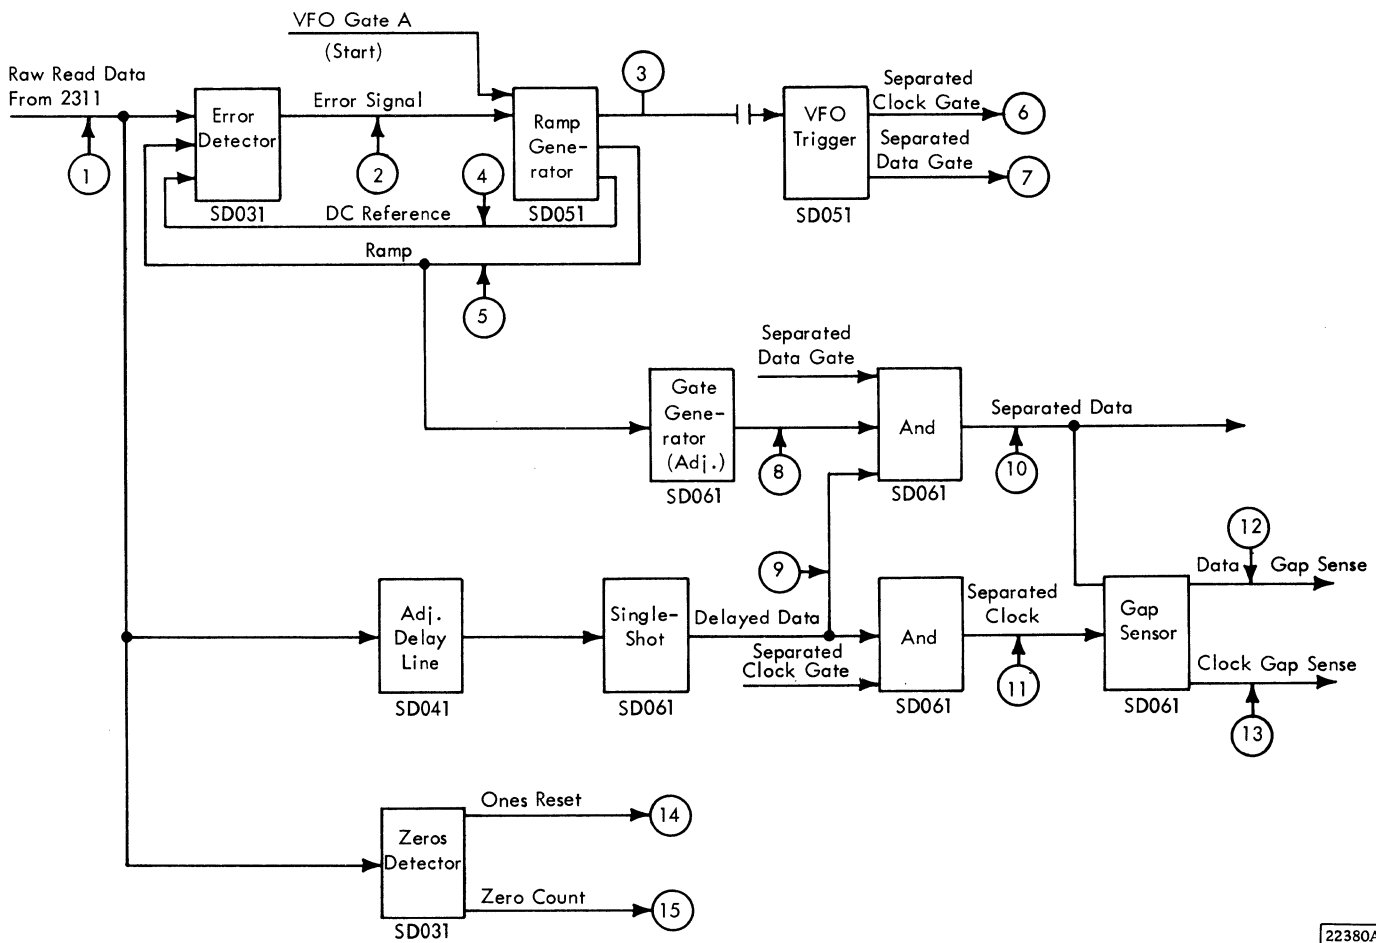 VFO Gate A
(Start)
Raw Read Data
From 2311
Error
Detector
SD031
Error Signal
Ramp
Gene-
rator
SD051
VFO
Trigger
SD051
Separated
Clock Gate
Separated
Data Gate
1
2
3
4
5
6
7
DC Reference
Ramp
Separated
Data Gate
Gate
Gene-
rator
(Adj.)
SD061
8
And
SD061
Separated Data
10
9
12
Data Gap Sense
Adj.
Delay
Line
SD041
Single-
Shot
SD061
Delayed Data
Separated
Clock Gate
And
SD061
Separated
Clock
11
Gap
Sensor
SD061
Clock Gap Sense
13
Zeros
Detector
SD031
Ones Reset
14
Zero Count
15
22380A